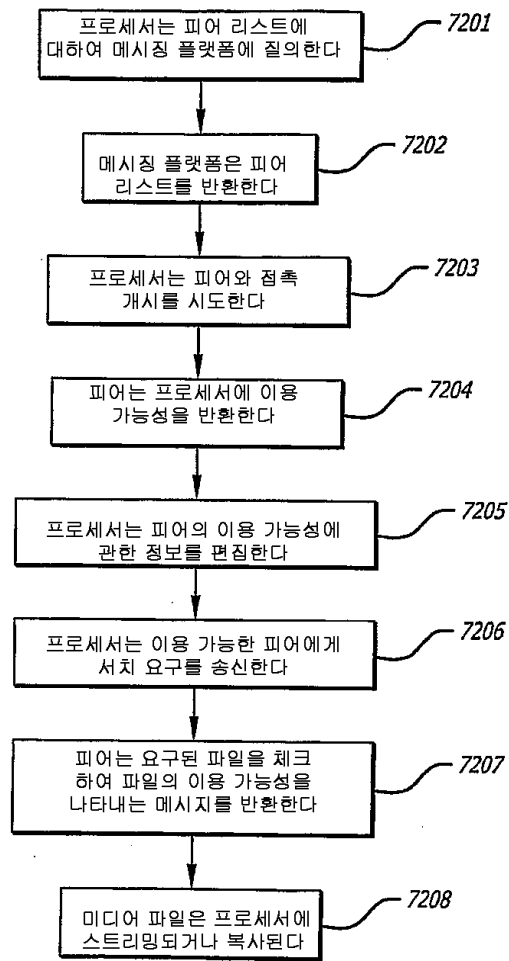 프로세서는 피어 리스트에
대하여 메시징 플랫폼에 질의한다
7201
메시징 플랫폼은 피어
리스트를 반환한다
7202
프로세서는 피어와 접촉
개시를 시도한다
7203
피어는 프로세서에 이용
가능성을 반환한다
7204
프로세서는 피어의 이용 가능성에
관한 정보를 편집한다
7205
프로세서는 이용 가능한 피어에게
서치 요구를 송신한다
7206
피어는 요구된 파일을 체크
하여 파일의 이용 가능성을
나타내는 메시지를 반환한다
7207
미디어 파일은 프로세서에
스트리밍되거나 복사된다
7208